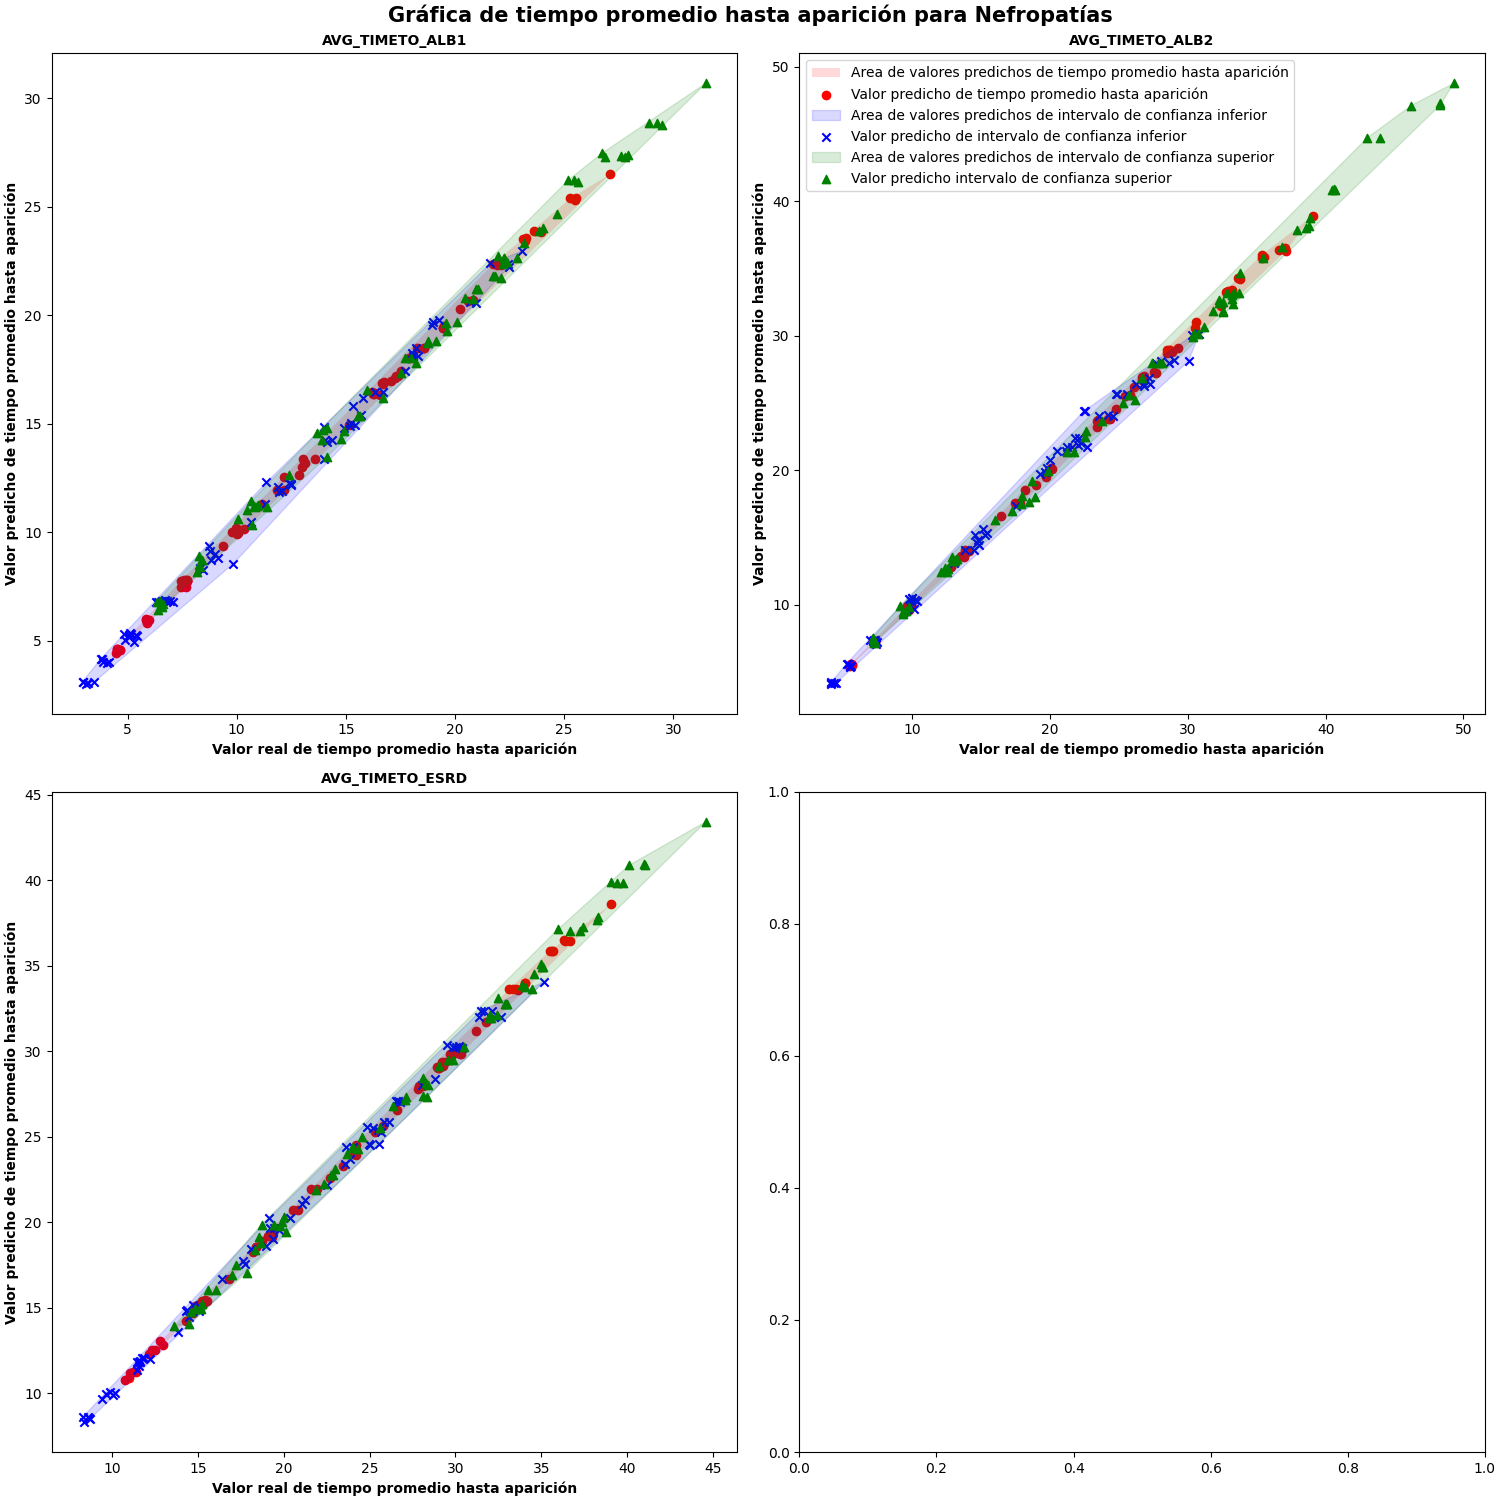 Gráfica de tiempo promedio hasta aparición para Nefropatías
AVG_TIMETO_ALB1
Valor predicho de tiempo promedio hasta aparición
30
25
20
15
10
5
5 10 15 20 25 30
Valor real de tiempo promedio hasta aparición
AVG_TIMETO_ALB2
Area de valores predichos de tiempo promedio hasta aparición
Valor predicho de tiempo promedio hasta aparición
Area de valores predichos de intervalo de confianza inferior
Valor predicho de intervalo de confianza inferior
Area de valores predichos de intervalo de confianza superior
Valor predicho intervalo de confianza superior
Valor predicho de tiempo promedio hasta aparición
50
40
30
20
10
10 20 30 40 50
Valor real de tiempo promedio hasta aparición
AVG_TIMETO_ESRD
Valor predicho de tiempo promedio hasta aparición
45
40
35
30
25
20
15
10
10 15 20 25 30 35 40 45
Valor real de tiempo promedio hasta aparición
1.0
0.8
0.6
0.4
0.2
0.0
0.0 0.2 0.4 0.6 0.8 1.0